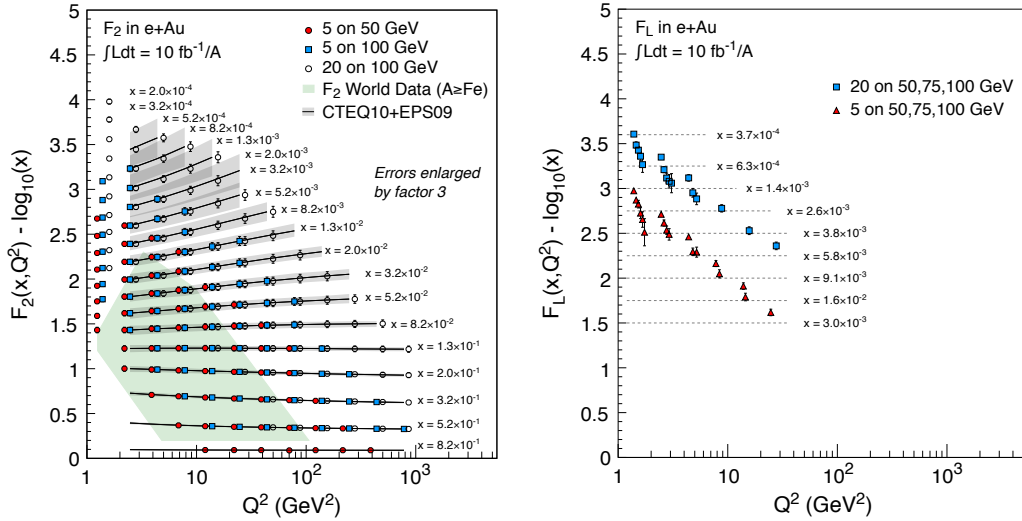 F2 in e+Au
∫Ldt = 10 fb⁻¹/A
5 on 50 GeV
5 on 100 GeV
20 on 100 GeV
F2 World Data (A≥Fe)
CTEQ10+EPS09
Errors enlarged
by factor 3
x = 2.0×10⁻⁴
x = 3.2×10⁻⁴
x = 5.2×10⁻⁴
x = 8.2×10⁻⁴
x = 1.3×10⁻³
x = 2.0×10⁻³
x = 3.2×10⁻³
x = 5.2×10⁻³
x = 8.2×10⁻³
x = 1.3×10⁻²
x = 2.0×10⁻²
x = 3.2×10⁻²
x = 5.2×10⁻²
x = 8.2×10⁻²
x = 1.3×10⁻¹
x = 2.0×10⁻¹
x = 3.2×10⁻¹
x = 5.2×10⁻¹
x = 8.2×10⁻¹
F2(x,Q²) - log10(x)
5
4.5
4
3.5
3
2.5
2
1.5
1
0.5
0
1 10 10² 10³
Q² (GeV²)
FL in e+Au
∫Ldt = 10 fb⁻¹/A
20 on 50,75,100 GeV
5 on 50,75,100 GeV
x = 3.7×10⁻⁴
x = 6.3×10⁻⁴
x = 1.4×10⁻³
x = 2.6×10⁻³
x = 3.8×10⁻³
x = 5.8×10⁻³
x = 9.1×10⁻³
x = 1.6×10⁻²
x = 3.0×10⁻³
FL(x,Q²) - log10(x)
5
4.5
4
3.5
3
2.5
2
1.5
1
0.5
0
1 10 10² 10³
Q² (GeV²)